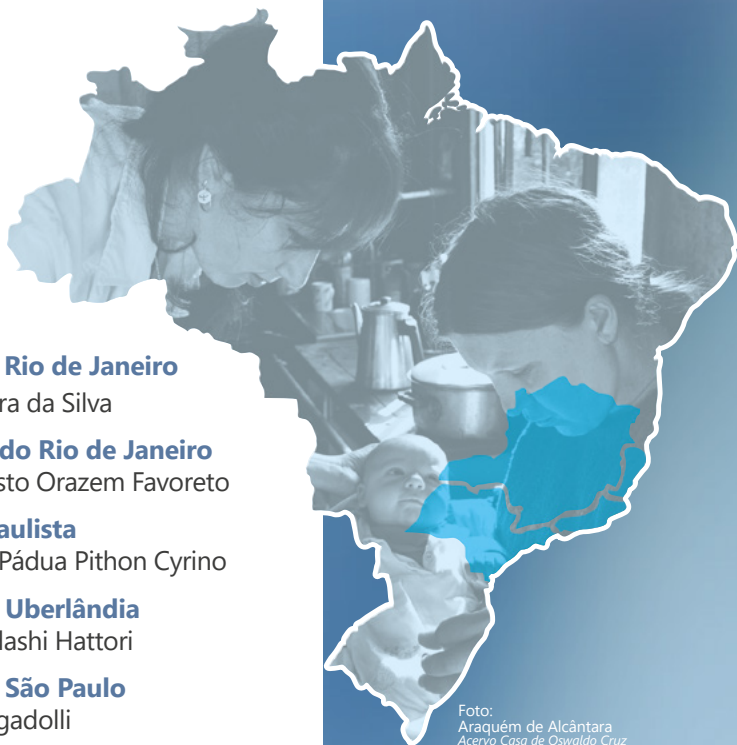 Rio de Janeiro
ra da Silva
do Rio de Janeiro
sto Orazem Favoreto
aulista
Pádua Pithon Cyrino
Uberlândia
dashi Hattori
São Paulo
gadolli
Foto:
Araquém de Alcântara
Acervo Casa de Oswaldo Cruz